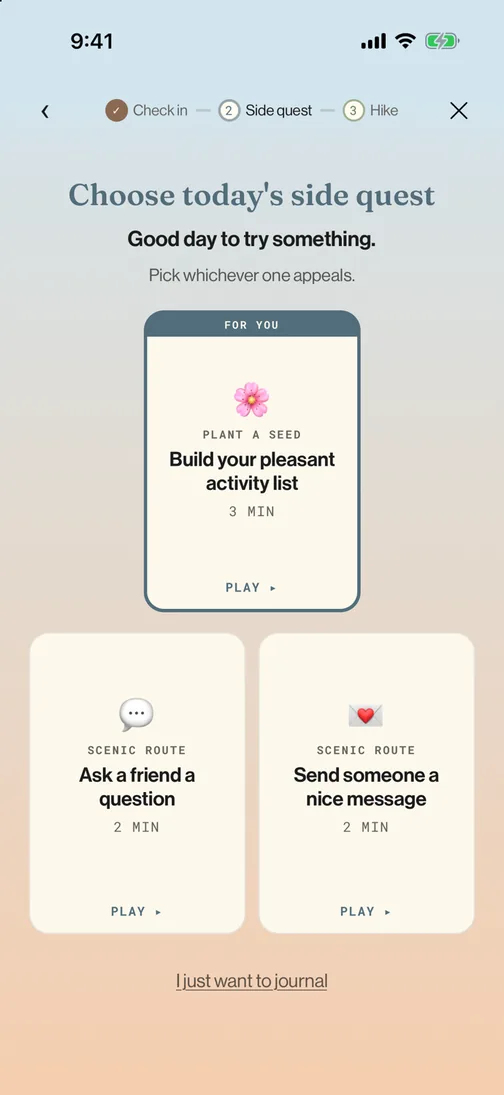 9:41
✓ Check in — 2 Side quest — 3 Hike
Choose today's side quest
Good day to try something.
Pick whichever one appeals.
FOR YOU
PLANT A SEED
Build your pleasant
activity list
3 MIN
PLAY ▸
SCENIC ROUTE
Ask a friend a
question
2 MIN
PLAY ▸
SCENIC ROUTE
Send someone a
nice message
2 MIN
PLAY ▸
I just want to journal